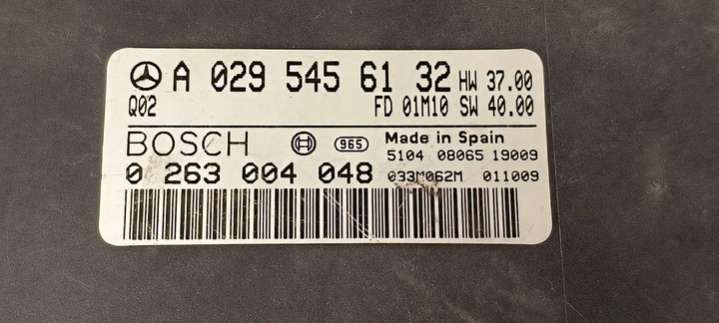 A 029 545 61 32 HW 37.00
Q02 FD 01M10 SW 40.00
BOSCH 965 Made in Spain
5104 08065 19009
0 263 004 048 033M062M 011009